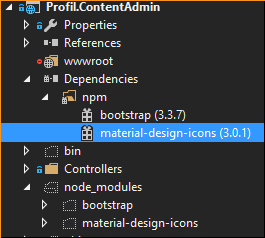 Profil.ContentAdmin
Properties
References
wwwroot
Dependencies
npm
bootstrap (3.3.7)
material-design-icons (3.0.1)
bin
Controllers
node_modules
bootstrap
material-design-icons